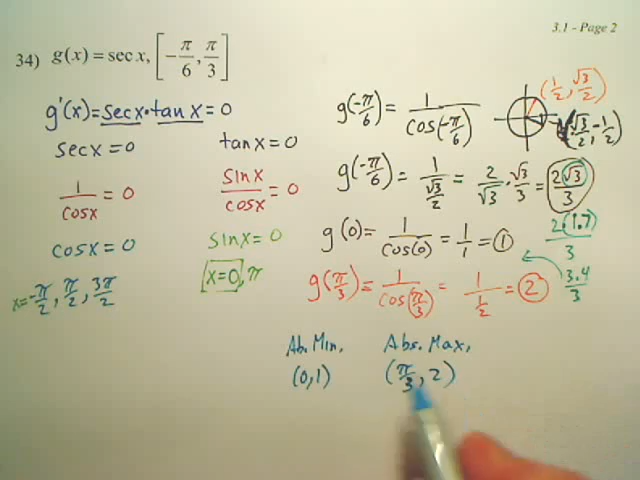 3.1 - Page 2
34) g(x) = sec x, [-π/6, π/3]
g'(x) = sec x · tan x = 0
sec x = 0
tan x = 0
1/cos x = 0
sin x/cos x = 0
cos x = 0
sin x = 0
x = -π/2, π/2, 3π/2
x = 0, π
g(-π/6) = 1/cos(-π/6)
(1/2, √3/2)
(√3/2, -1/2)
g(-π/6) = 1/(√3/2) = 2/√3 · √3/3 = 2√3/3
2(1.7)/3
g(0) = 1/cos(0) = 1/1 = 1
3.4/3
g(π/3) = 1/cos(π/3) = 1/(1/2) = 2
Ab. Min.
Abs. Max.
(0,1)
(π/3, 2)